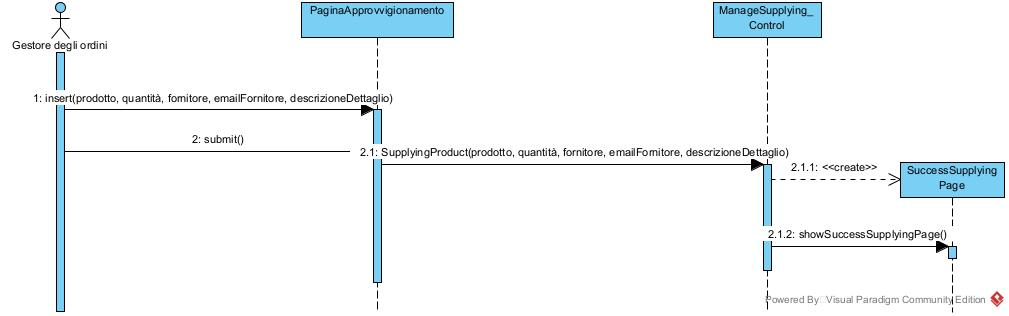 PaginaApprovvigionamento
ManageSupplying_
Control
Gestore degli ordini
1: insert(prodotto, quantità, fornitore, emailFornitore, descrizioneDettaglio)
2: submit()
2.1: SupplyingProduct(prodotto, quantità, fornitore, emailFornitore, descrizioneDettaglio)
2.1.1: <<create>>
SuccessSupplying
Page
2.1.2: showSuccessSupplyingPage()
Powered By Visual Paradigm Community Edition